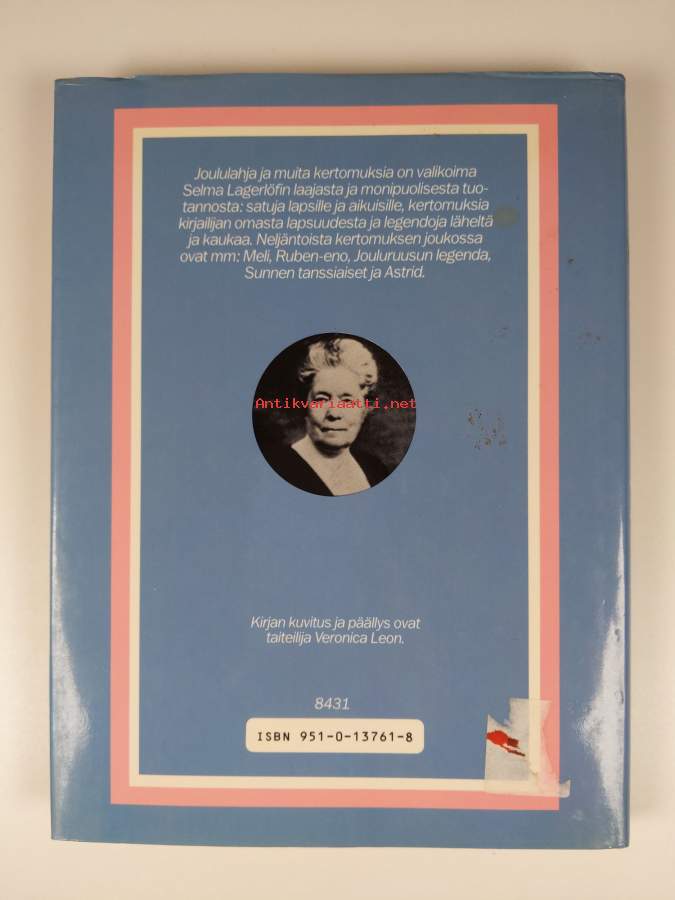 Joululahja ja muita kertomuksia on valikoima
Selma Lagerlöfin laajasta ja monipuolisesta tuo-
tannosta: satuja lapsille ja aikuisille, kertomuksia
kirjailijan omasta lapsuudesta ja legendoja läheltä
ja kaukaa. Neljäntoista kertomuksen joukossa
ovat mm: Meli, Ruben-eno, Jouluruusun legenda,
Sunnen tanssiaiset ja Astrid.
Antikvariaatti.net
Kirjan kuvitus ja päällys ovat
taiteilija Veronica Leon.
8431
ISBN 951-0-13761-8